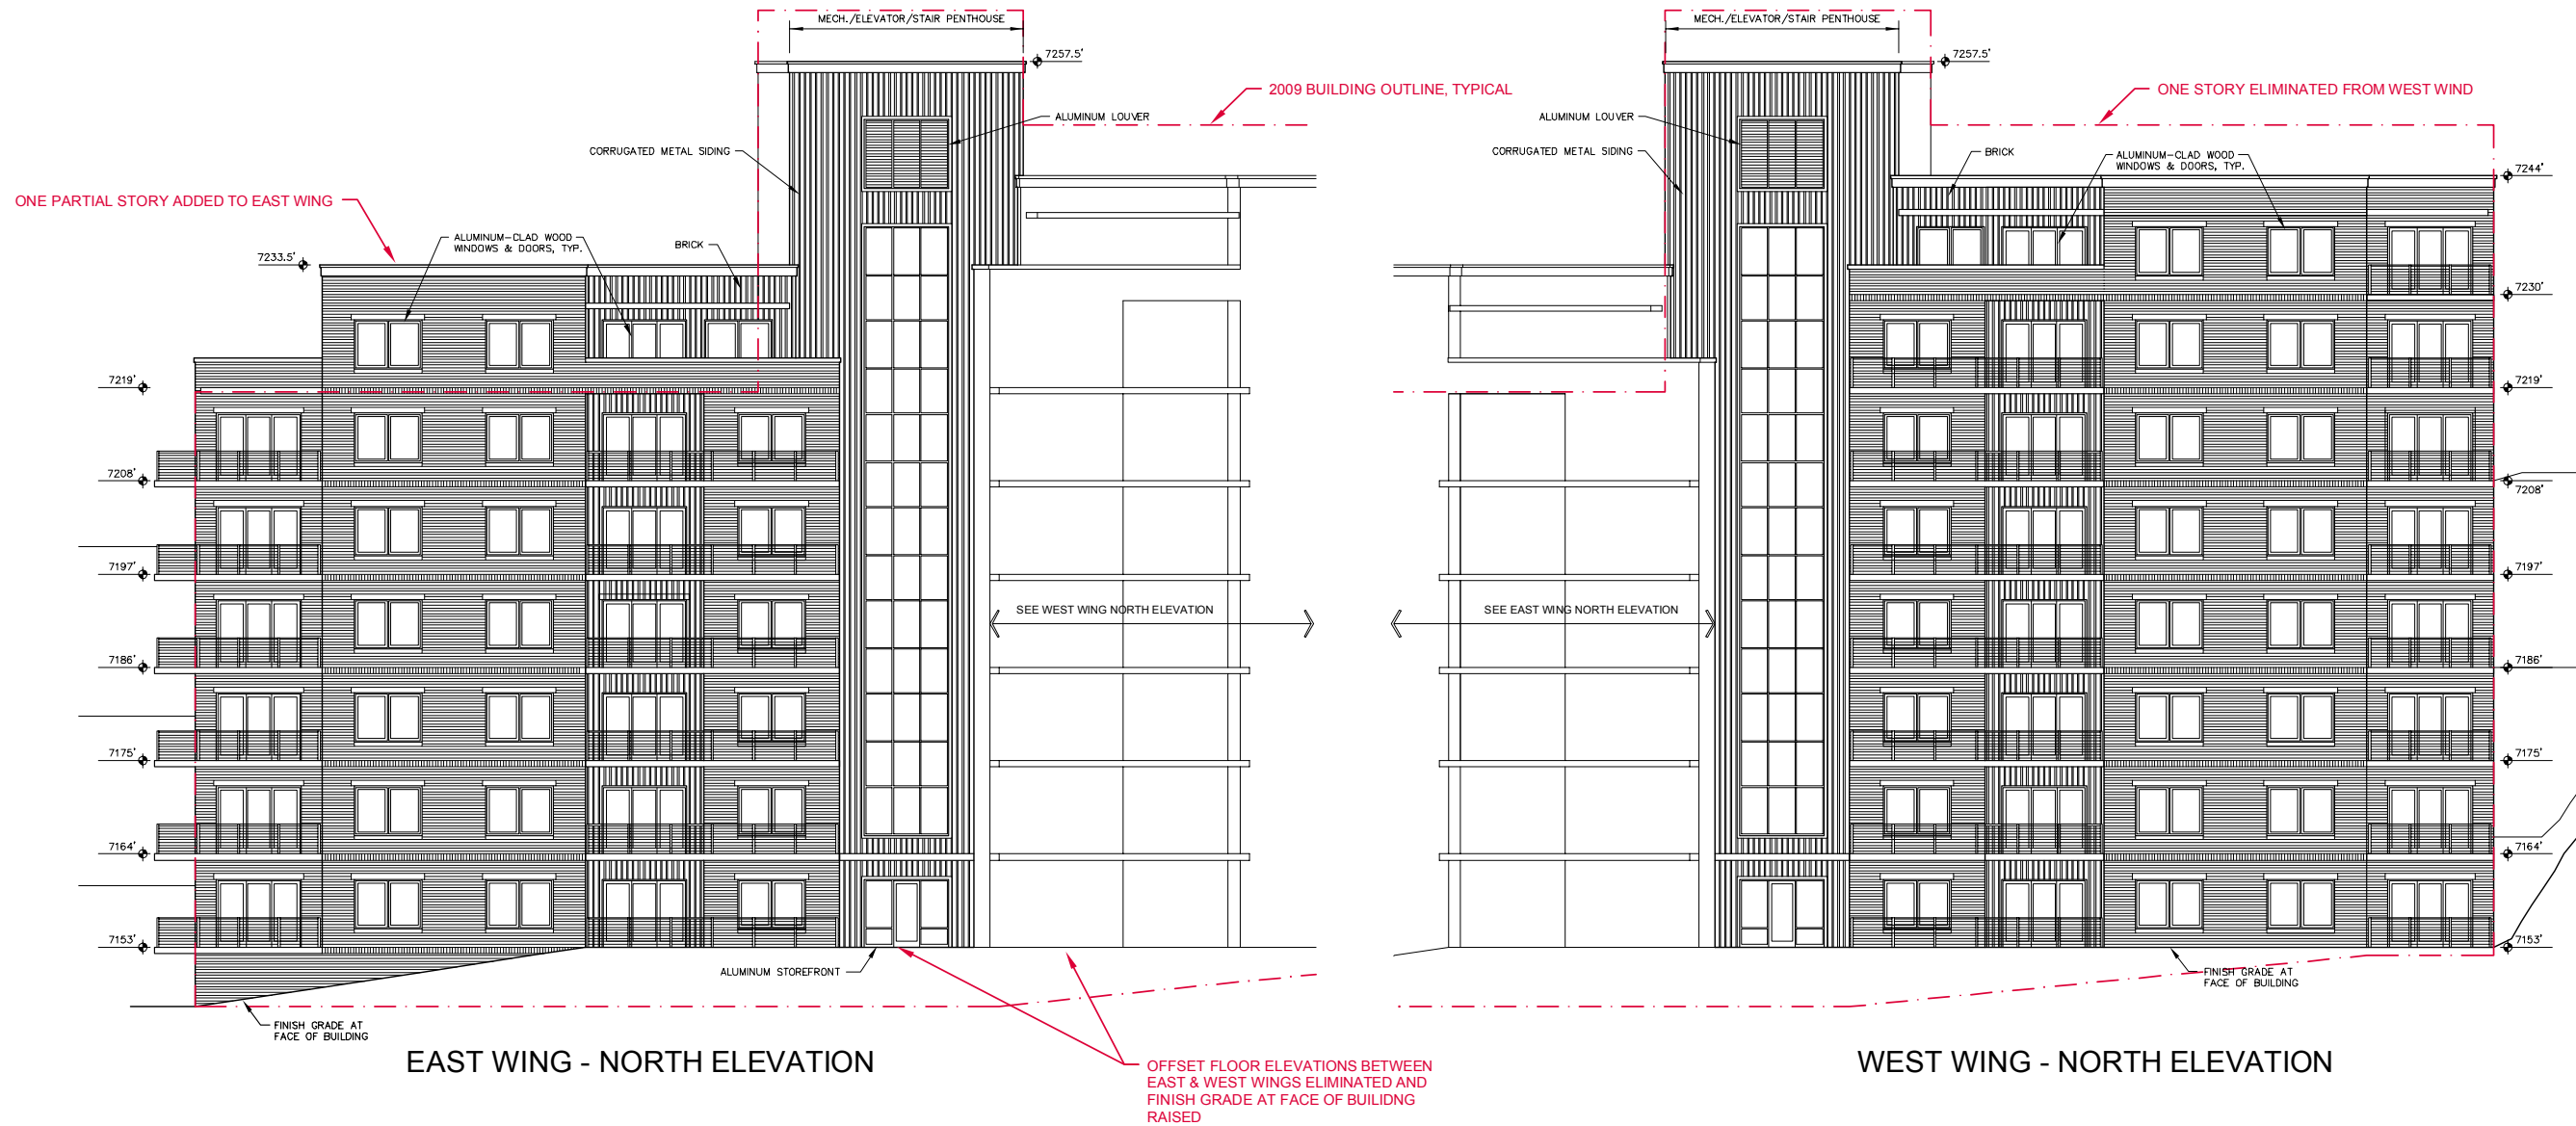 MECH./ELEVATOR/STAIR PENTHOUSE
7257.5'
2009 BUILDING OUTLINE, TYPICAL
ALUMINUM LOUVER
CORRUGATED METAL SIDING
ONE PARTIAL STORY ADDED TO EAST WING
ALUMINUM-CLAD WOOD
WINDOWS & DOORS, TYP.
BRICK
7233.5'
7219'
7208'
7197'
7186'
7175'
7164'
7153'
SEE WEST WING NORTH ELEVATION
ALUMINUM STOREFRONT
FINISH GRADE AT
FACE OF BUILDING
EAST WING - NORTH ELEVATION
OFFSET FLOOR ELEVATIONS BETWEEN
EAST & WEST WINGS ELIMINATED AND
FINISH GRADE AT FACE OF BUILIDNG
RAISED
MECH./ELEVATOR/STAIR PENTHOUSE
7257.5'
ONE STORY ELIMINATED FROM WEST WIND
ALUMINUM LOUVER
CORRUGATED METAL SIDING
BRICK
ALUMINUM-CLAD WOOD
WINDOWS & DOORS, TYP.
7244'
7230'
7219'
7208'
7197'
7186'
7175'
7164'
7153'
SEE EAST WING NORTH ELEVATION
FINISH GRADE AT
FACE OF BUILDING
WEST WING - NORTH ELEVATION